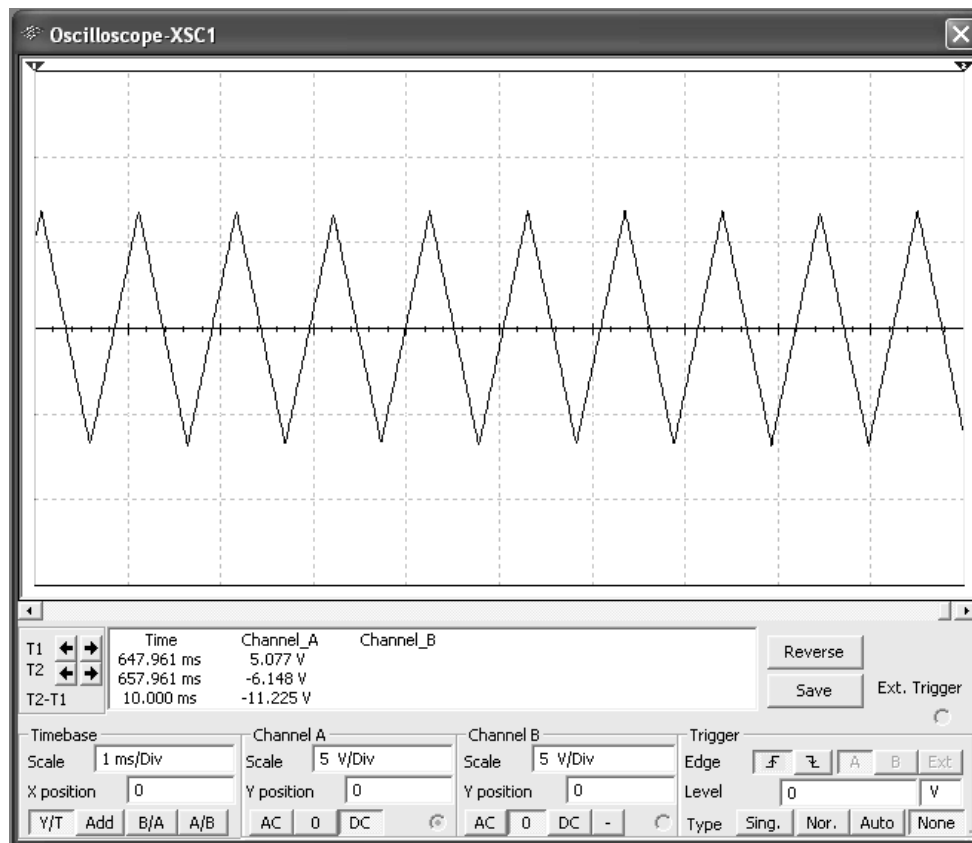 Oscilloscope-XSC1
1
2
T1
T2
T2-T1
Time Channel_A Channel_B
647.961 ms 5.077 V
657.961 ms -6.148 V
10.000 ms -11.225 V
Reverse
Save
Ext. Trigger
Timebase
Scale 1 ms/Div
X position 0
Y/T Add B/A A/B
Channel A
Scale 5 V/Div
Y position 0
AC 0 DC
Channel B
Scale 5 V/Div
Y position 0
AC 0 DC -
Trigger
Edge A B Ext
Level 0 V
Type Sing. Nor. Auto None